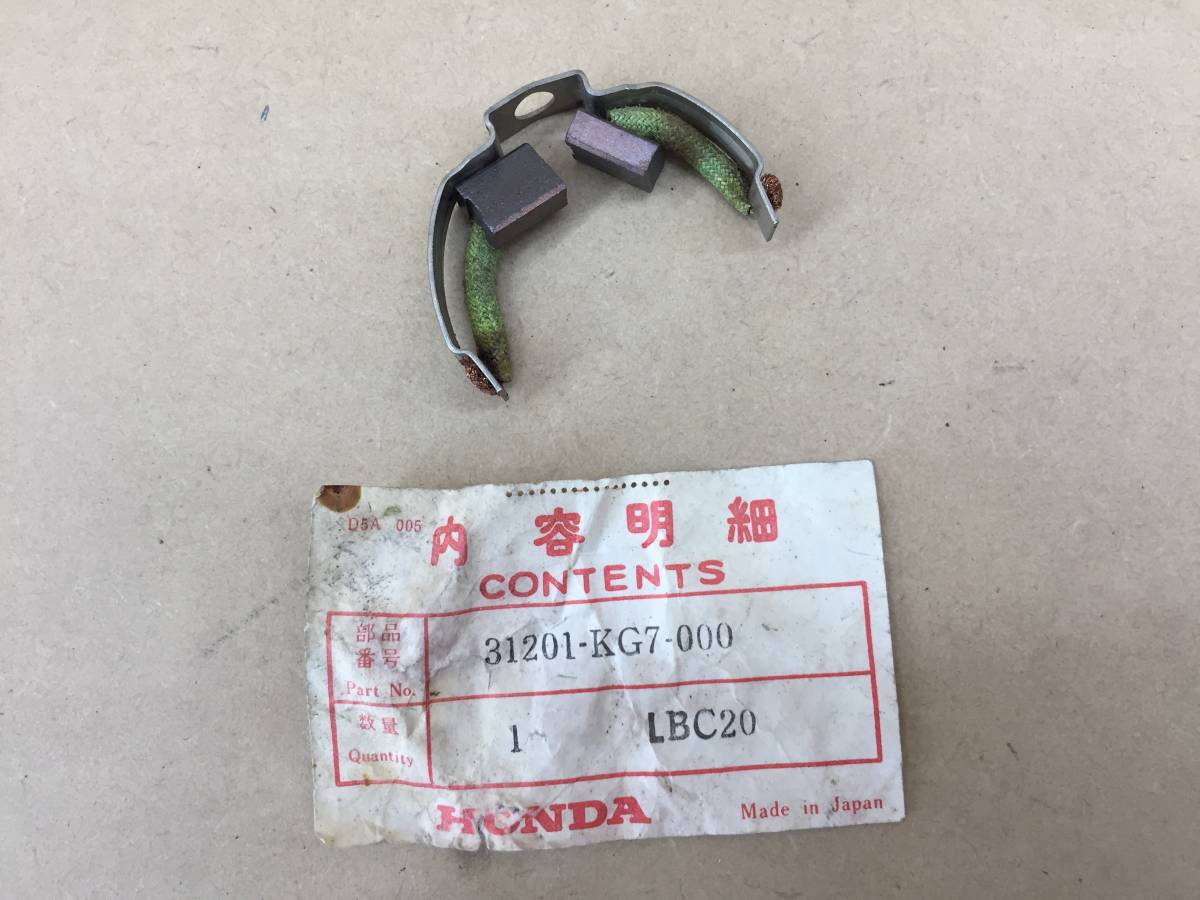 D5A 005
内容明細
CONTENTS
部品
番号
Part No.
31201-KG7-000
数量
Quantity
1 LBC20
HONDA
Made in Japan